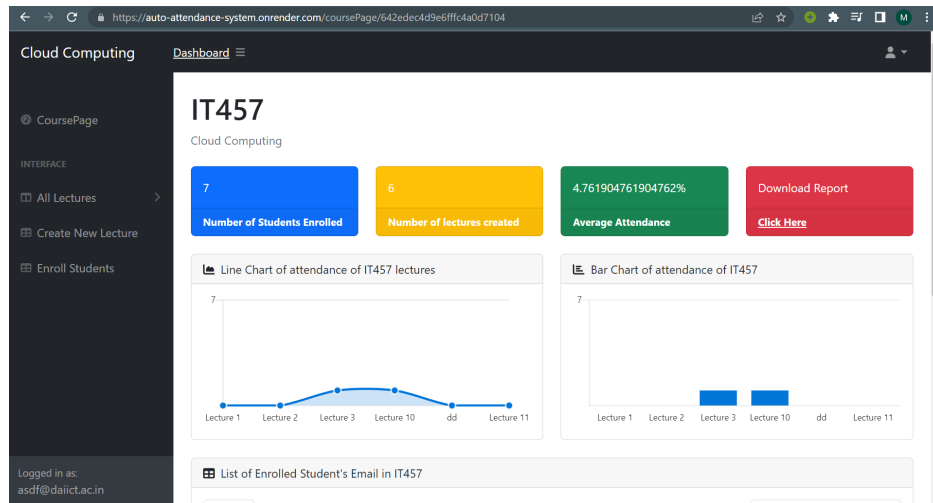 https://auto-attendance-system.onrender.com/coursePage/642edec4d9e6fffc4a0d7104
M
Cloud Computing
Dashboard
CoursePage
INTERFACE
All Lectures
Create New Lecture
Enroll Students
Logged in as:
asdf@daiict.ac.in
IT457
Cloud Computing
7
Number of Students Enrolled
6
Number of lectures created
4.761904761904762%
Average Attendance
Download Report
Click Here
Line Chart of attendance of IT457 lectures
7
Lecture 1 Lecture 2 Lecture 3 Lecture 10 dd Lecture 11
Bar Chart of attendance of IT457
7
Lecture 1 Lecture 2 Lecture 3 Lecture 10 dd Lecture 11
List of Enrolled Student's Email in IT457